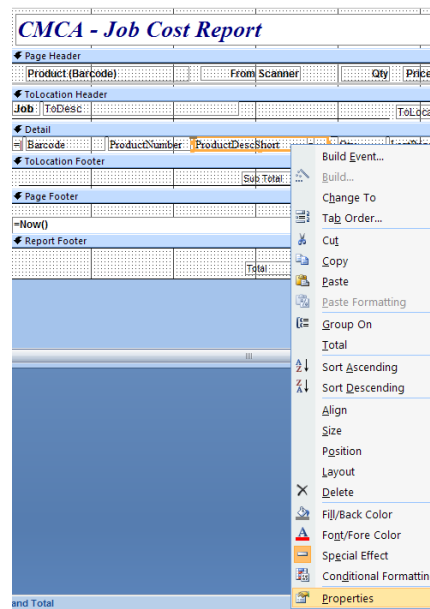 CMCA - Job Cost Report
Page Header
Product (Barcode) From Scanner Qty Price
ToLocation Header
Job ToDesc
ToLoca
Detail
=| Barcode ProductNumber ProductDescShort Qty
ToLocation Footer
Sub Total
Page Footer
=Now()
Report Footer
Total
Build Event...
Build...
Change To
Tab Order...
Cut
Copy
Paste
Paste Formatting
Group On
Total
Sort Ascending
Sort Descending
Align
Size
Position
Layout
Delete
Fill/Back Color
Font/Fore Color
Special Effect
Conditional Formattin
Properties
and Total